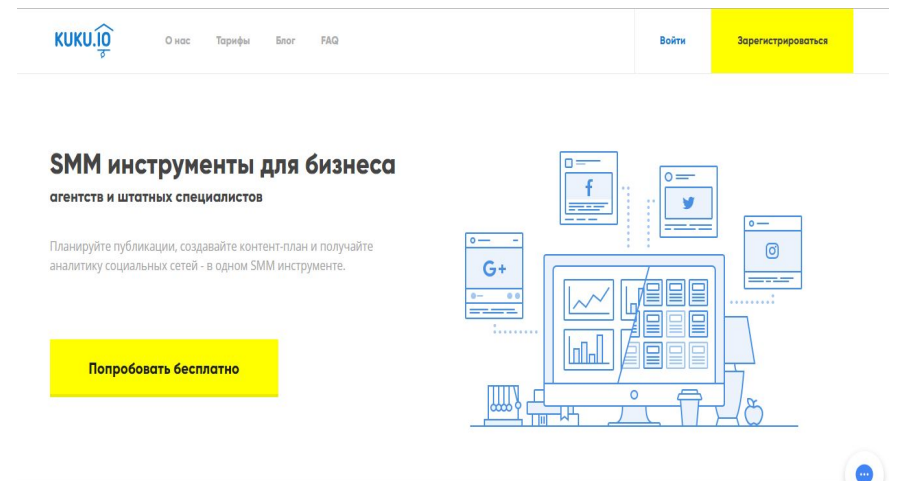 KUKU.IO
О нас
Тарифы
Блог
FAQ
Войти
Зарегистрироваться
SMM инструменты для бизнеса
агентств и штатных специалистов
Планируйте публикации, создавайте контент-план и получайте
аналитику социальных сетей - в одном SMM инструменте.
Попробовать бесплатно
G+